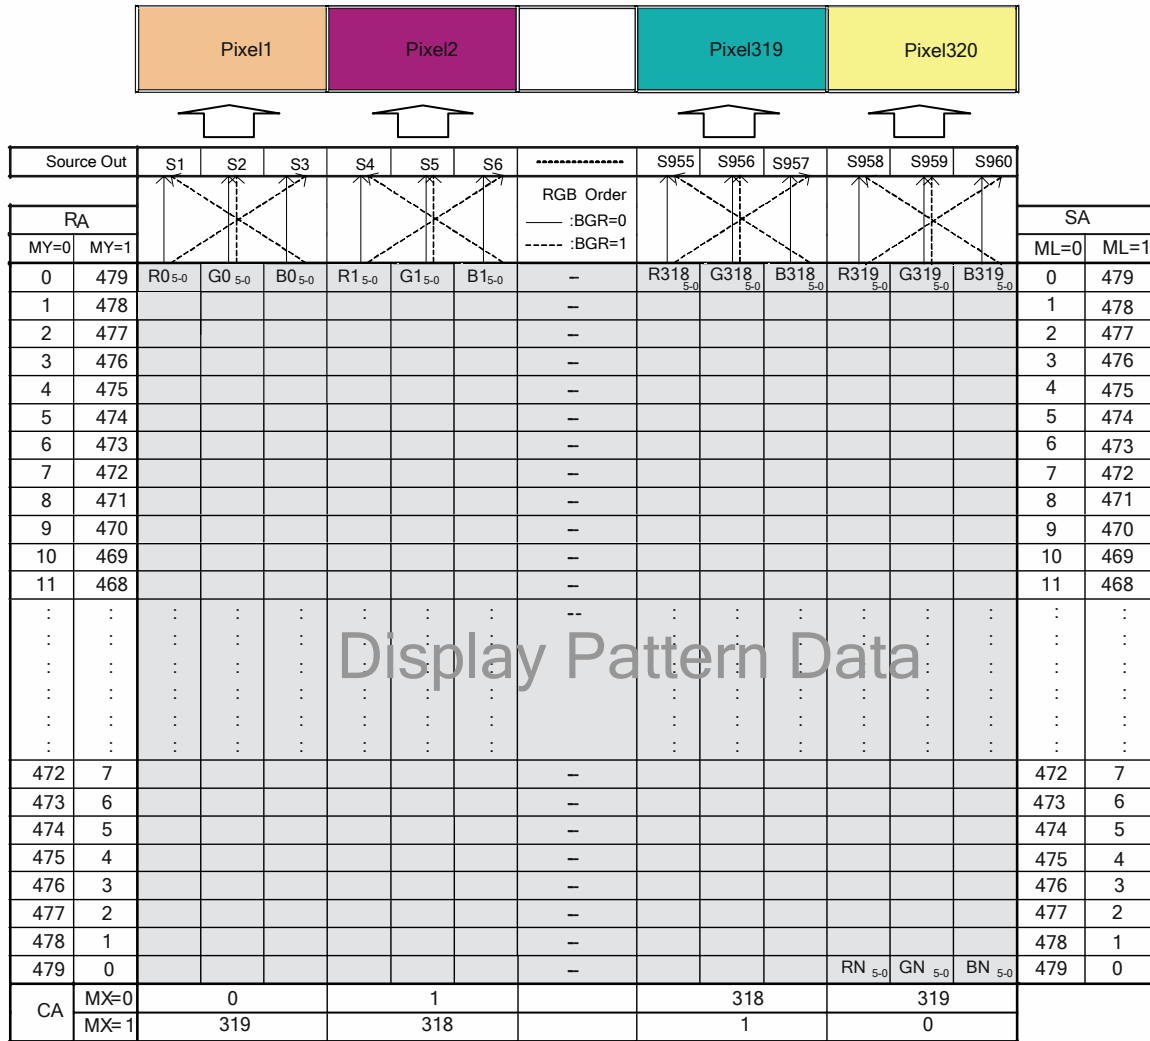 Pixel1 Pixel2 Pixel319 Pixel320
Source Out S1 S2 S3 S4 S5 S6 S955 S956 S957 S958 S959 S960
RGB Order
:BGR=0
:BGR=1
RA SA
MY=0 MY=1 ML=0 ML=1
0 479 R0 5-0 G0 5-0 B0 5-0 R1 5-0 G1 5-0 B1 5-0 – R318 5-0 G318 5-0 B318 5-0 R319 5-0 G319 5-0 B319 5-0 0 479
1 478 – 1 478
2 477 – 2 477
3 476 – 3 476
4 475 – 4 475
5 474 – 5 474
6 473 – 6 473
7 472 – 7 472
8 471 – 8 471
9 470 – 9 470
10 469 – 10 469
11 468 – 11 468
: : : : : : : : -- : : : : : : : :
Display Pattern Data
472 7 – 472 7
473 6 – 473 6
474 5 – 474 5
475 4 – 475 4
476 3 – 476 3
477 2 – 477 2
478 1 – 478 1
479 0 – RN 5-0 GN 5-0 BN 5-0 479 0
CA MX=0 0 1 318 319
MX=1 319 318 1 0